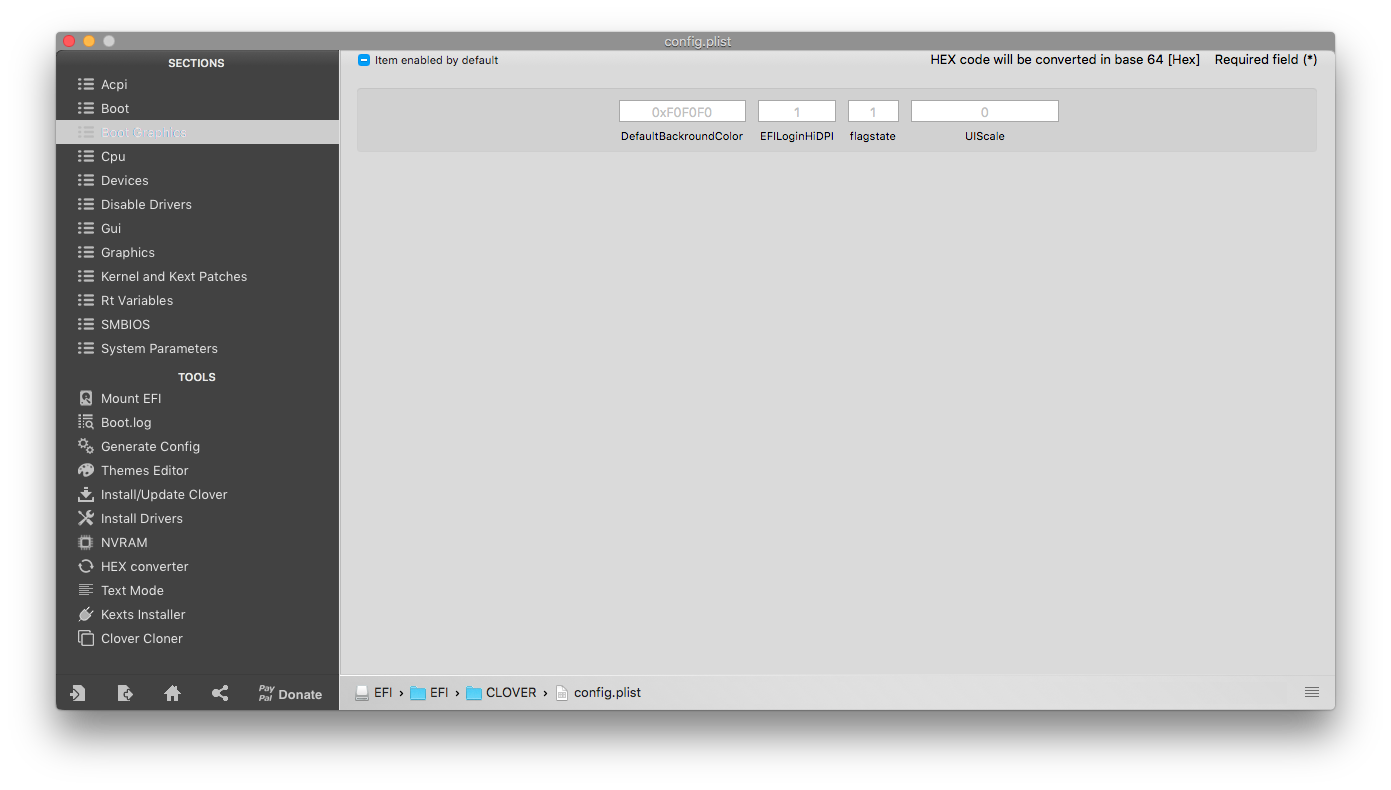 config.plist
SECTIONS
Acpi
Boot
Boot Graphics
Cpu
Devices
Disable Drivers
Gui
Graphics
Kernel and Kext Patches
Rt Variables
SMBIOS
System Parameters
TOOLS
Mount EFI
Boot.log
Generate Config
Themes Editor
Install/Update Clover
Install Drivers
NVRAM
HEX converter
Text Mode
Kexts Installer
Clover Cloner
Pay
Pal Donate
Item enabled by default
HEX code will be converted in base 64 [Hex] Required field (*)
0xF0F0F0 1 1 0
DefaultBackroundColor EFILoginHiDPI flagstate UIScale
EFI › EFI › CLOVER › config.plist